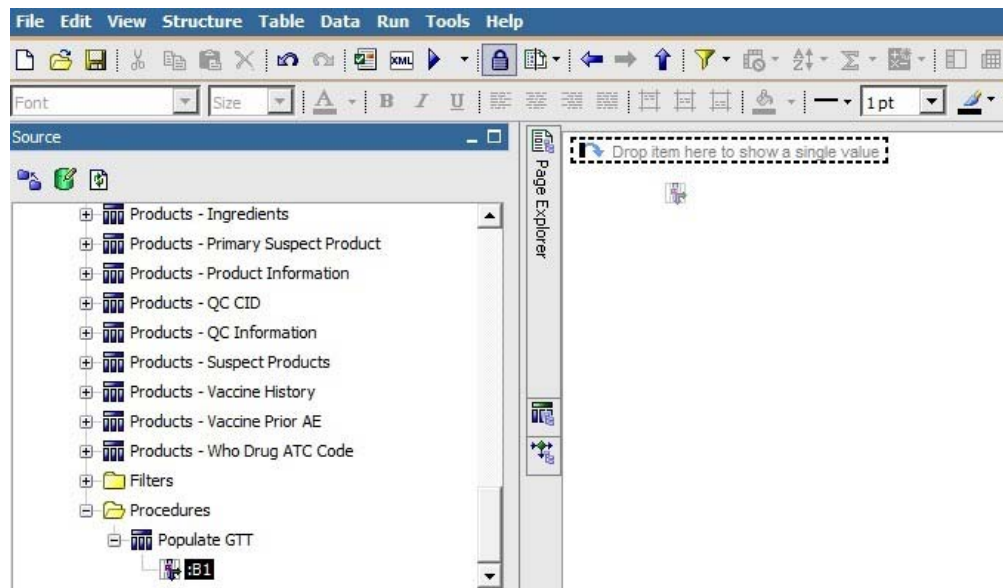 File Edit View Structure Table Data Run Tools Help
XML
Font Size A B I U 1 pt
Source
Products - Ingredients
Products - Primary Suspect Product
Products - Product Information
Products - QC CID
Products - QC Information
Products - Suspect Products
Products - Vaccine History
Products - Vaccine Prior AE
Products - Who Drug ATC Code
Filters
Procedures
Populate GTT
:B1
Page Explorer
Drop item here to show a single value